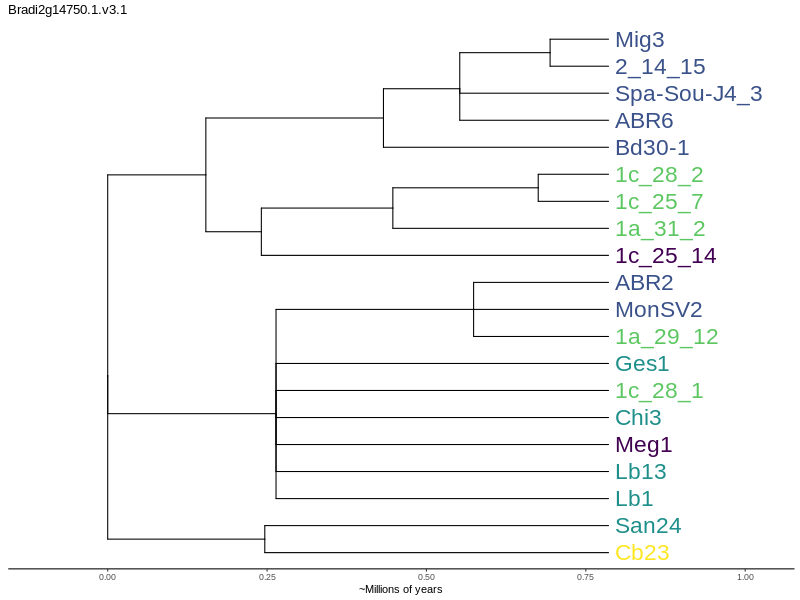 Bradi2g14750.1.v3.1
Mig3
2_14_15
Spa-Sou-J4_3
ABR6
Bd30-1
1c_28_2
1c_25_7
1a_31_2
1c_25_14
ABR2
MonSV2
1a_29_12
Ges1
1c_28_1
Chi3
Meg1
Lb13
Lb1
San24
Cb23
0.00 0.25 0.50 0.75 1.00
~Millions of years